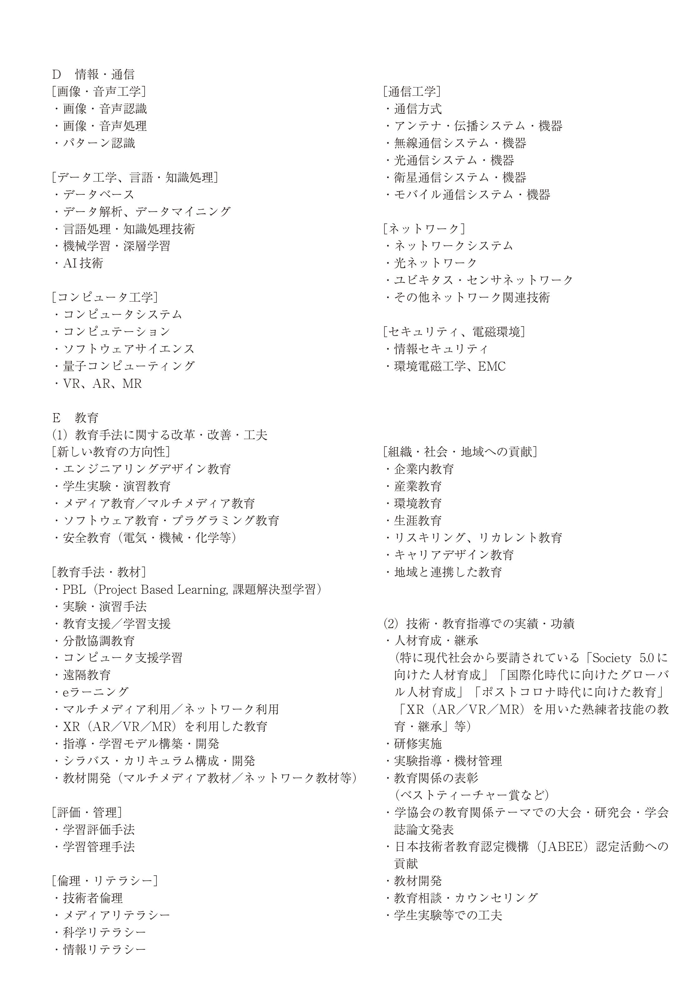 D　情報・通信
［画像・音声工学］
・画像・音声認識
・画像・音声処理
・パターン認識
［データ工学、言語・知識処理］
・データベース
・データ解析、データマイニング
・言語処理・知識処理技術
・機械学習・深層学習
・AI技術
［コンピュータ工学］
・コンピュータシステム
・コンピュテーション
・ソフトウェアサイエンス
・量子コンピューティング
・VR、AR、MR
［通信工学］
・通信方式
・アンテナ・伝播システム・機器
・無線通信システム・機器
・光通信システム・機器
・衛星通信システム・機器
・モバイル通信システム・機器
［ネットワーク］
・ネットワークシステム
・光ネットワーク
・ユビキタス・センサネットワーク
・その他ネットワーク関連技術
［セキュリティ、電磁環境］
・情報セキュリティ
・環境電磁工学、EMC
E　教育
（1）教育手法に関する改革・改善・工夫
［新しい教育の方向性］
・エンジニアリングデザイン教育
・学生実験・演習教育
・メディア教育／マルチメディア教育
・ソフトウェア教育・プラグラミング教育
・安全教育（電気・機械・化学等）
［教育手法・教材］
・PBL（Project Based Learning, 課題解決型学習）
・実験・演習手法
・教育支援／学習支援
・分散協調教育
・コンピュータ支援学習
・遠隔教育
・eラーニング
・マルチメディア利用／ネットワーク利用
・XR（AR／VR／MR）を利用した教育
・指導・学習モデル構築・開発
・シラバス・カリキュラム構成・開発
・教材開発（マルチメディア教材／ネットワーク教材等）
［評価・管理］
・学習評価手法
・学習管理手法
［倫理・リテラシー］
・技術者倫理
・メディアリテラシー
・科学リテラシー
・情報リテラシー
［組織・社会・地域への貢献］
・企業内教育
・産業教育
・環境教育
・生涯教育
・リスキリング、リカレント教育
・キャリアデザイン教育
・地域と連携した教育
（2）技術・教育指導での実績・功績
・人材育成・継承
（特に現代社会から要請されている「Society 5.0に
向けた人材育成」「国際化時代に向けたグローバ
ル人材育成」「ポストコロナ時代に向けた教育」
「XR（AR／VR／MR）を用いた熟練者技能の教
育・継承」等）
・研修実施
・実験指導・機材管理
・教育関係の表彰
（ベストティーチャー賞など）
・学協会の教育関係テーマでの大会・研究会・学会
誌論文発表
・日本技術者教育認定機構（JABEE）認定活動への
貢献
・教材開発
・教育相談・カウンセリング
・学生実験等での工夫